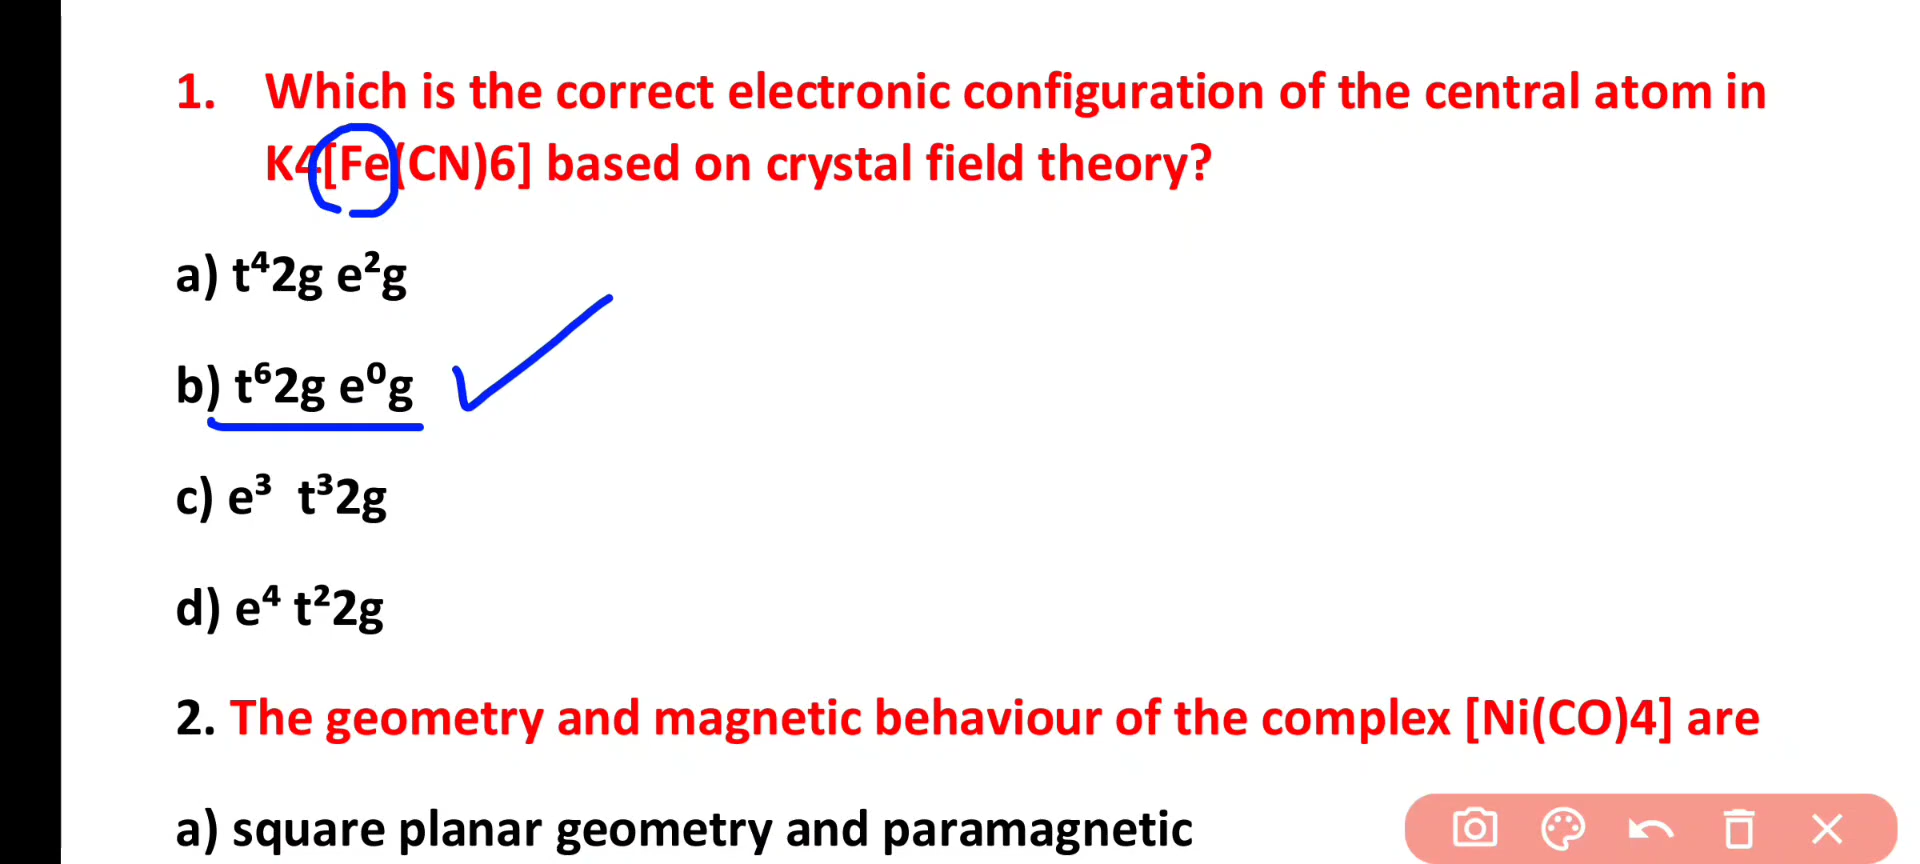 1. Which is the correct electronic configuration of the central atom in
K4[Fe(CN)6] based on crystal field theory?
a) t⁴2g e²g
b) t⁶2g e⁰g
c) e³ t³2g
d) e⁴ t²2g
2. The geometry and magnetic behaviour of the complex [Ni(CO)4] are
a) square planar geometry and paramagnetic